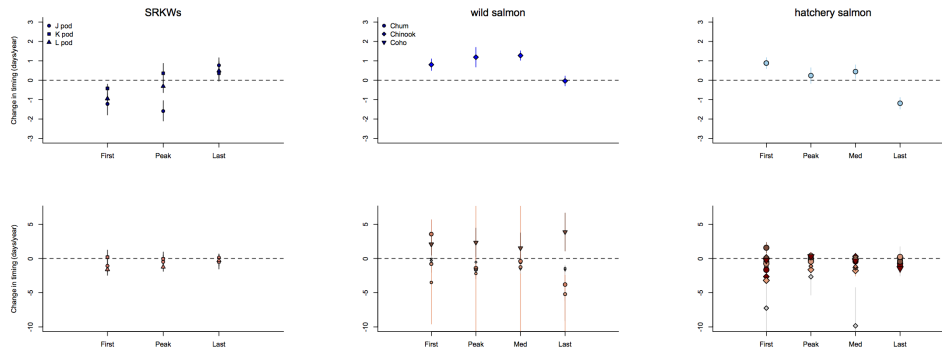 SRKWs
wild salmon
hatchery salmon
J pod
K pod
L pod
Chum
Chinook
Coho
Change in timing (days/year)
3
2
1
0
-1
-2
-3
First
Peak
Last
3
2
1
0
-1
-2
-3
First
Peak
Med
Last
3
2
1
0
-1
-2
-3
First
Peak
Med
Last
Change in timing (days/year)
5
0
-5
-10
First
Peak
Last
5
0
-5
-10
First
Peak
Med
Last
5
0
-5
-10
First
Peak
Med
Last